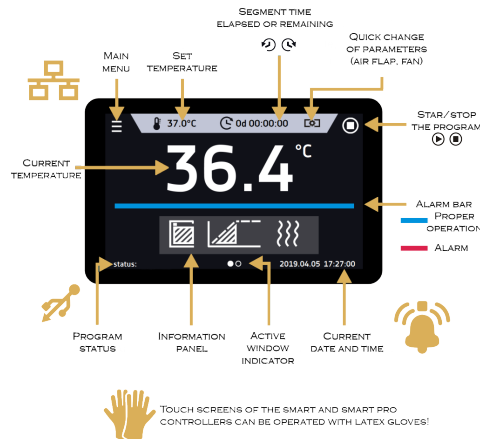 SEGMENT TIME
ELAPSED OR REMAINING
QUICK CHANGE
OF PARAMETERS
(AIR FLAP, FAN)
MAIN
MENU
SET
TEMPERATURE
STAR/STOP
THE PROGRAM
37.0°C
0d 00:00:00
36.4°C
CURRENT
TEMPERATURE
ALARM BAR
PROPER
OPERATION
ALARM
status:
2019.04.05 17:27:00
PROGRAM
STATUS
INFORMATION
PANEL
ACTIVE
WINDOW
INDICATOR
CURRENT
DATE AND TIME
TOUCH SCREENS OF THE SMART AND SMART PRO
CONTROLLERS CAN BE OPERATED WITH LATEX GLOVES!